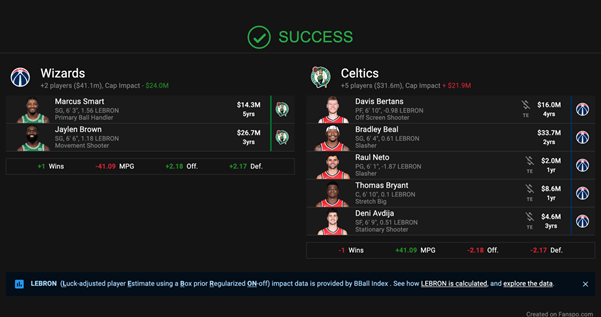 SUCCESS
Wizards
+2 players ($41.1m), Cap Impact - $24.0M
Marcus Smart
SG, 6' 3", 1.56 LEBRON
Primary Ball Handler
$14.3M
5yrs
Jaylen Brown
SG, 6' 6", 1.18 LEBRON
Movement Shooter
$26.7M
3yrs
+1 Wins -41.09 MPG +2.18 Off. +2.17 Def.
Celtics
+5 players ($31.6m), Cap Impact + $21.9M
Davis Bertans
PF, 6' 10", -0.98 LEBRON
Off Screen Shooter
TE
$16.0M
4yrs
Bradley Beal
SG, 6' 4", 0.61 LEBRON
Slasher
$33.7M
2yrs
Raul Neto
PG, 6' 1", -1.87 LEBRON
Slasher
TE
$2.0M
1yr
Thomas Bryant
C, 6' 10", 0.1 LEBRON
Stretch Big
TE
$8.6M
1yr
Deni Avdija
SF, 6' 9", 0.51 LEBRON
Stationary Shooter
TE
$4.6M
3yrs
-1 Wins +41.09 MPG -2.18 Off. -2.17 Def.
LEBRON (Luck-adjusted player Estimate using a Box prior Regularized ON-off) impact data is provided by BBall Index . See how LEBRON is calculated, and explore the data.
Created on Fanspo.com